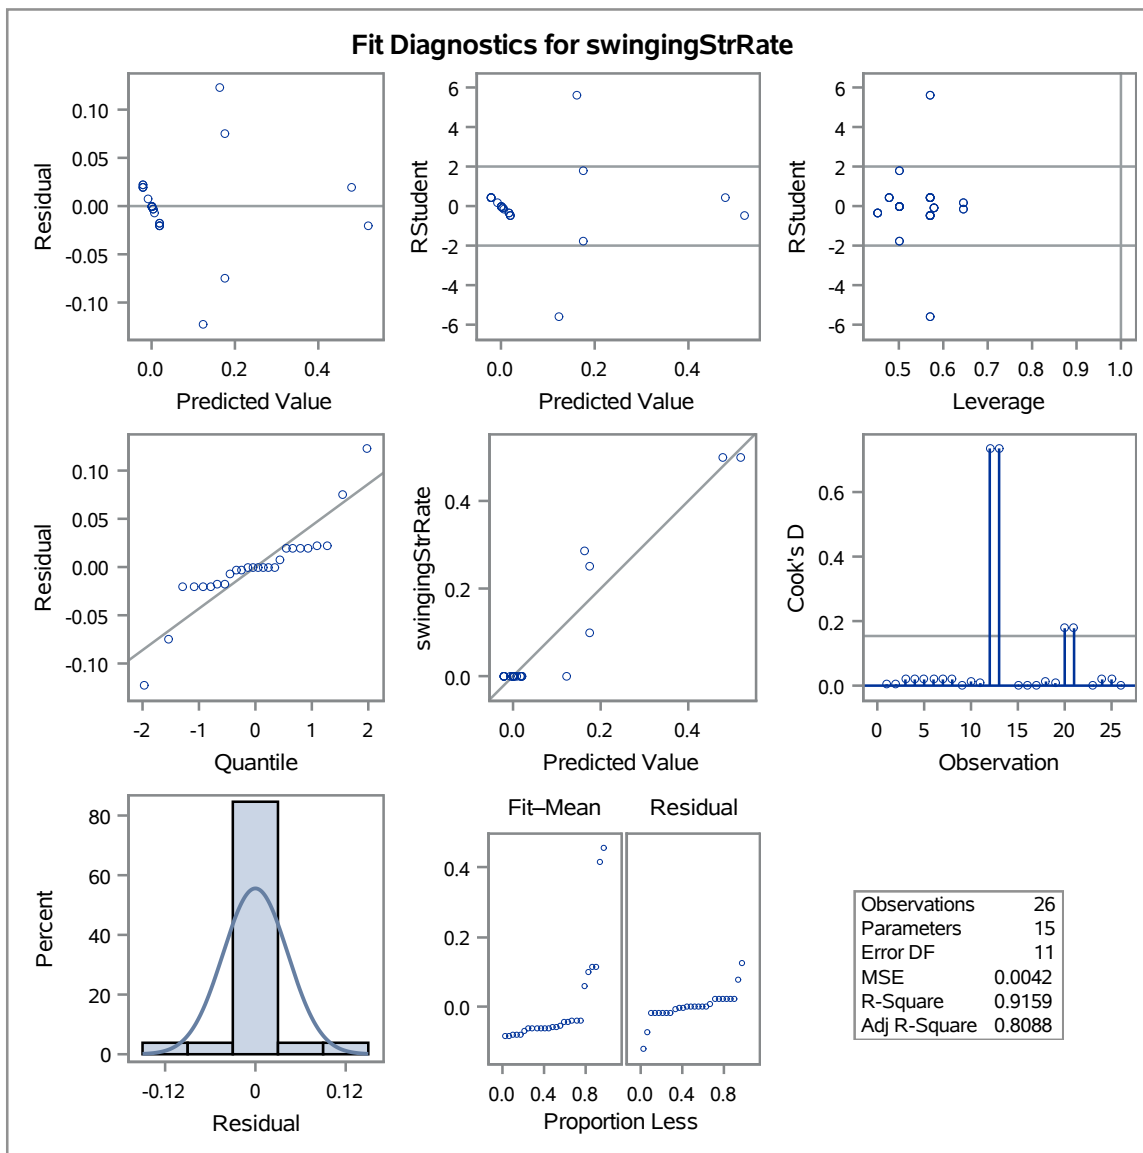 Fit Diagnostics for swingingStrRate
Residual
0.10
0.05
0.00
-0.05
-0.10
0.0 0.2 0.4
Predicted Value
RStudent
6
4
2
0
-2
-4
-6
0.0 0.2 0.4
Predicted Value
RStudent
6
4
2
0
-2
-4
-6
0.5 0.6 0.7 0.8 0.9 1.0
Leverage
Residual
0.10
0.05
0.00
-0.05
-0.10
-2 -1 0 1 2
Quantile
swingingStrRate
0.4
0.2
0.0
0.0 0.2 0.4
Predicted Value
Cook's D
0.6
0.4
0.2
0.0
0 5 10 15 20 25
Observation
Percent
80
60
40
20
0
-0.12 0 0.12
Residual
Fit–Mean Residual
0.4
0.2
0.0
0.0 0.4 0.8 0.0 0.4 0.8
Proportion Less
Observations 26
Parameters 15
Error DF 11
MSE 0.0042
R-Square 0.9159
Adj R-Square 0.8088